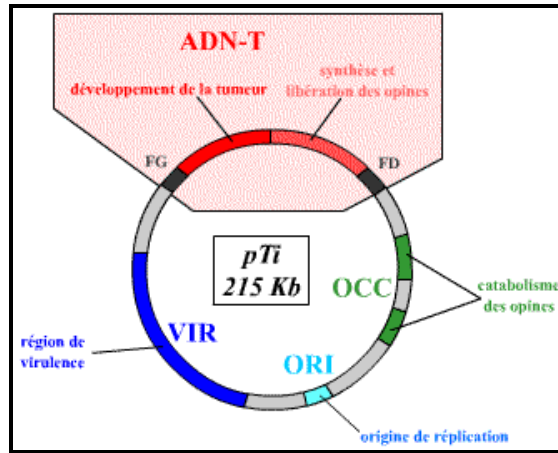 ADN-T
synthèse et
libération des opines
développement de la tumeur
FG
FD
pTi
215 Kb
OCC
catabolisme
des opines
VIR
région de
virulence
ORI
origine de réplication